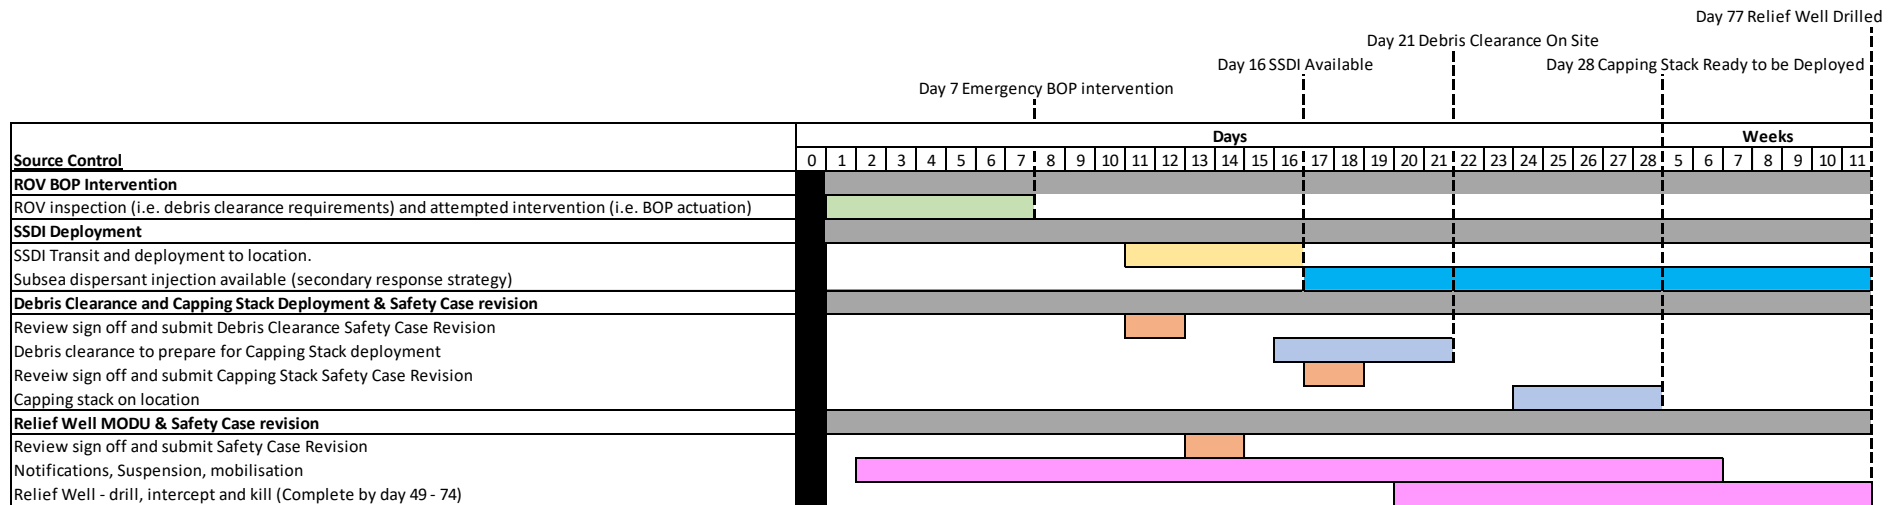 Day 77 Relief Well Drilled
Day 21 Debris Clearance On Site
Day 16 SSDI Available
Day 28 Capping Stack Ready to be Deployed
Day 7 Emergency BOP intervention
Days
Weeks
Source Control
0 1 2 3 4 5 6 7 8 9 10 11 12 13 14 15 16 17 18 19 20 21 22 23 24 25 26 27 28 5 6 7 8 9 10 11
ROV BOP Intervention
ROV inspection (i.e. debris clearance requirements) and attempted intervention (i.e. BOP actuation)
SSDI Deployment
SSDI Transit and deployment to location.
Subsea dispersant injection available (secondary response strategy)
Debris Clearance and Capping Stack Deployment & Safety Case revision
Review sign off and submit Debris Clearance Safety Case Revision
Debris clearance to prepare for Capping Stack deployment
Reveiw sign off and submit Capping Stack Safety Case Revision
Capping stack on location
Relief Well MODU & Safety Case revision
Review sign off and submit Safety Case Revision
Notifications, Suspension, mobilisation
Relief Well - drill, intercept and kill (Complete by day 49 - 74)